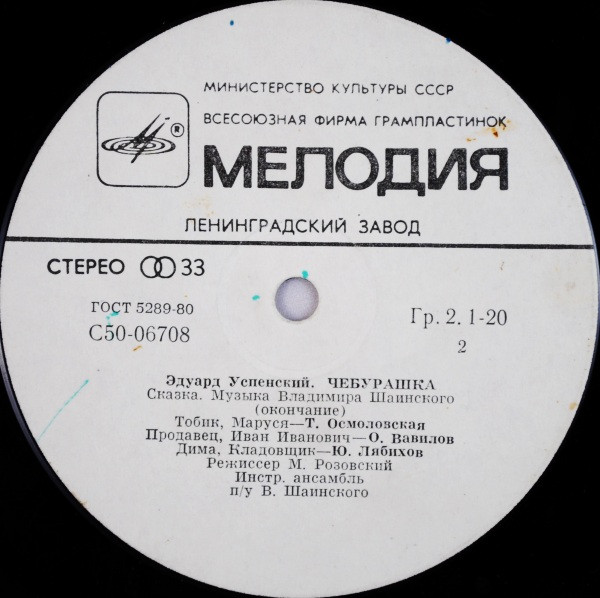 МИНИСТЕРСТВО КУЛЬТУРЫ СССР
ВСЕСОЮЗНАЯ ФИРМА ГРАМПЛАСТИНОК
®
МЕЛОДИЯ
ЛЕНИНГРАДСКИЙ ЗАВОД
СТЕРЕО 33
ГОСТ 5289-80
Гр. 2. 1-20
С50-06708
2
Эдуард Успенский. ЧЕБУРАШКА
Сказка. Музыка Владимира Шаинского
(окончание)
Тобик, Маруся—Т. Осмоловская
Продавец, Иван Иванович—О. Вавилов
Дима, Кладовщик—Ю. Лябихов
Режиссер М. Розовский
Инстр. ансамбль
п/у В. Шаинского